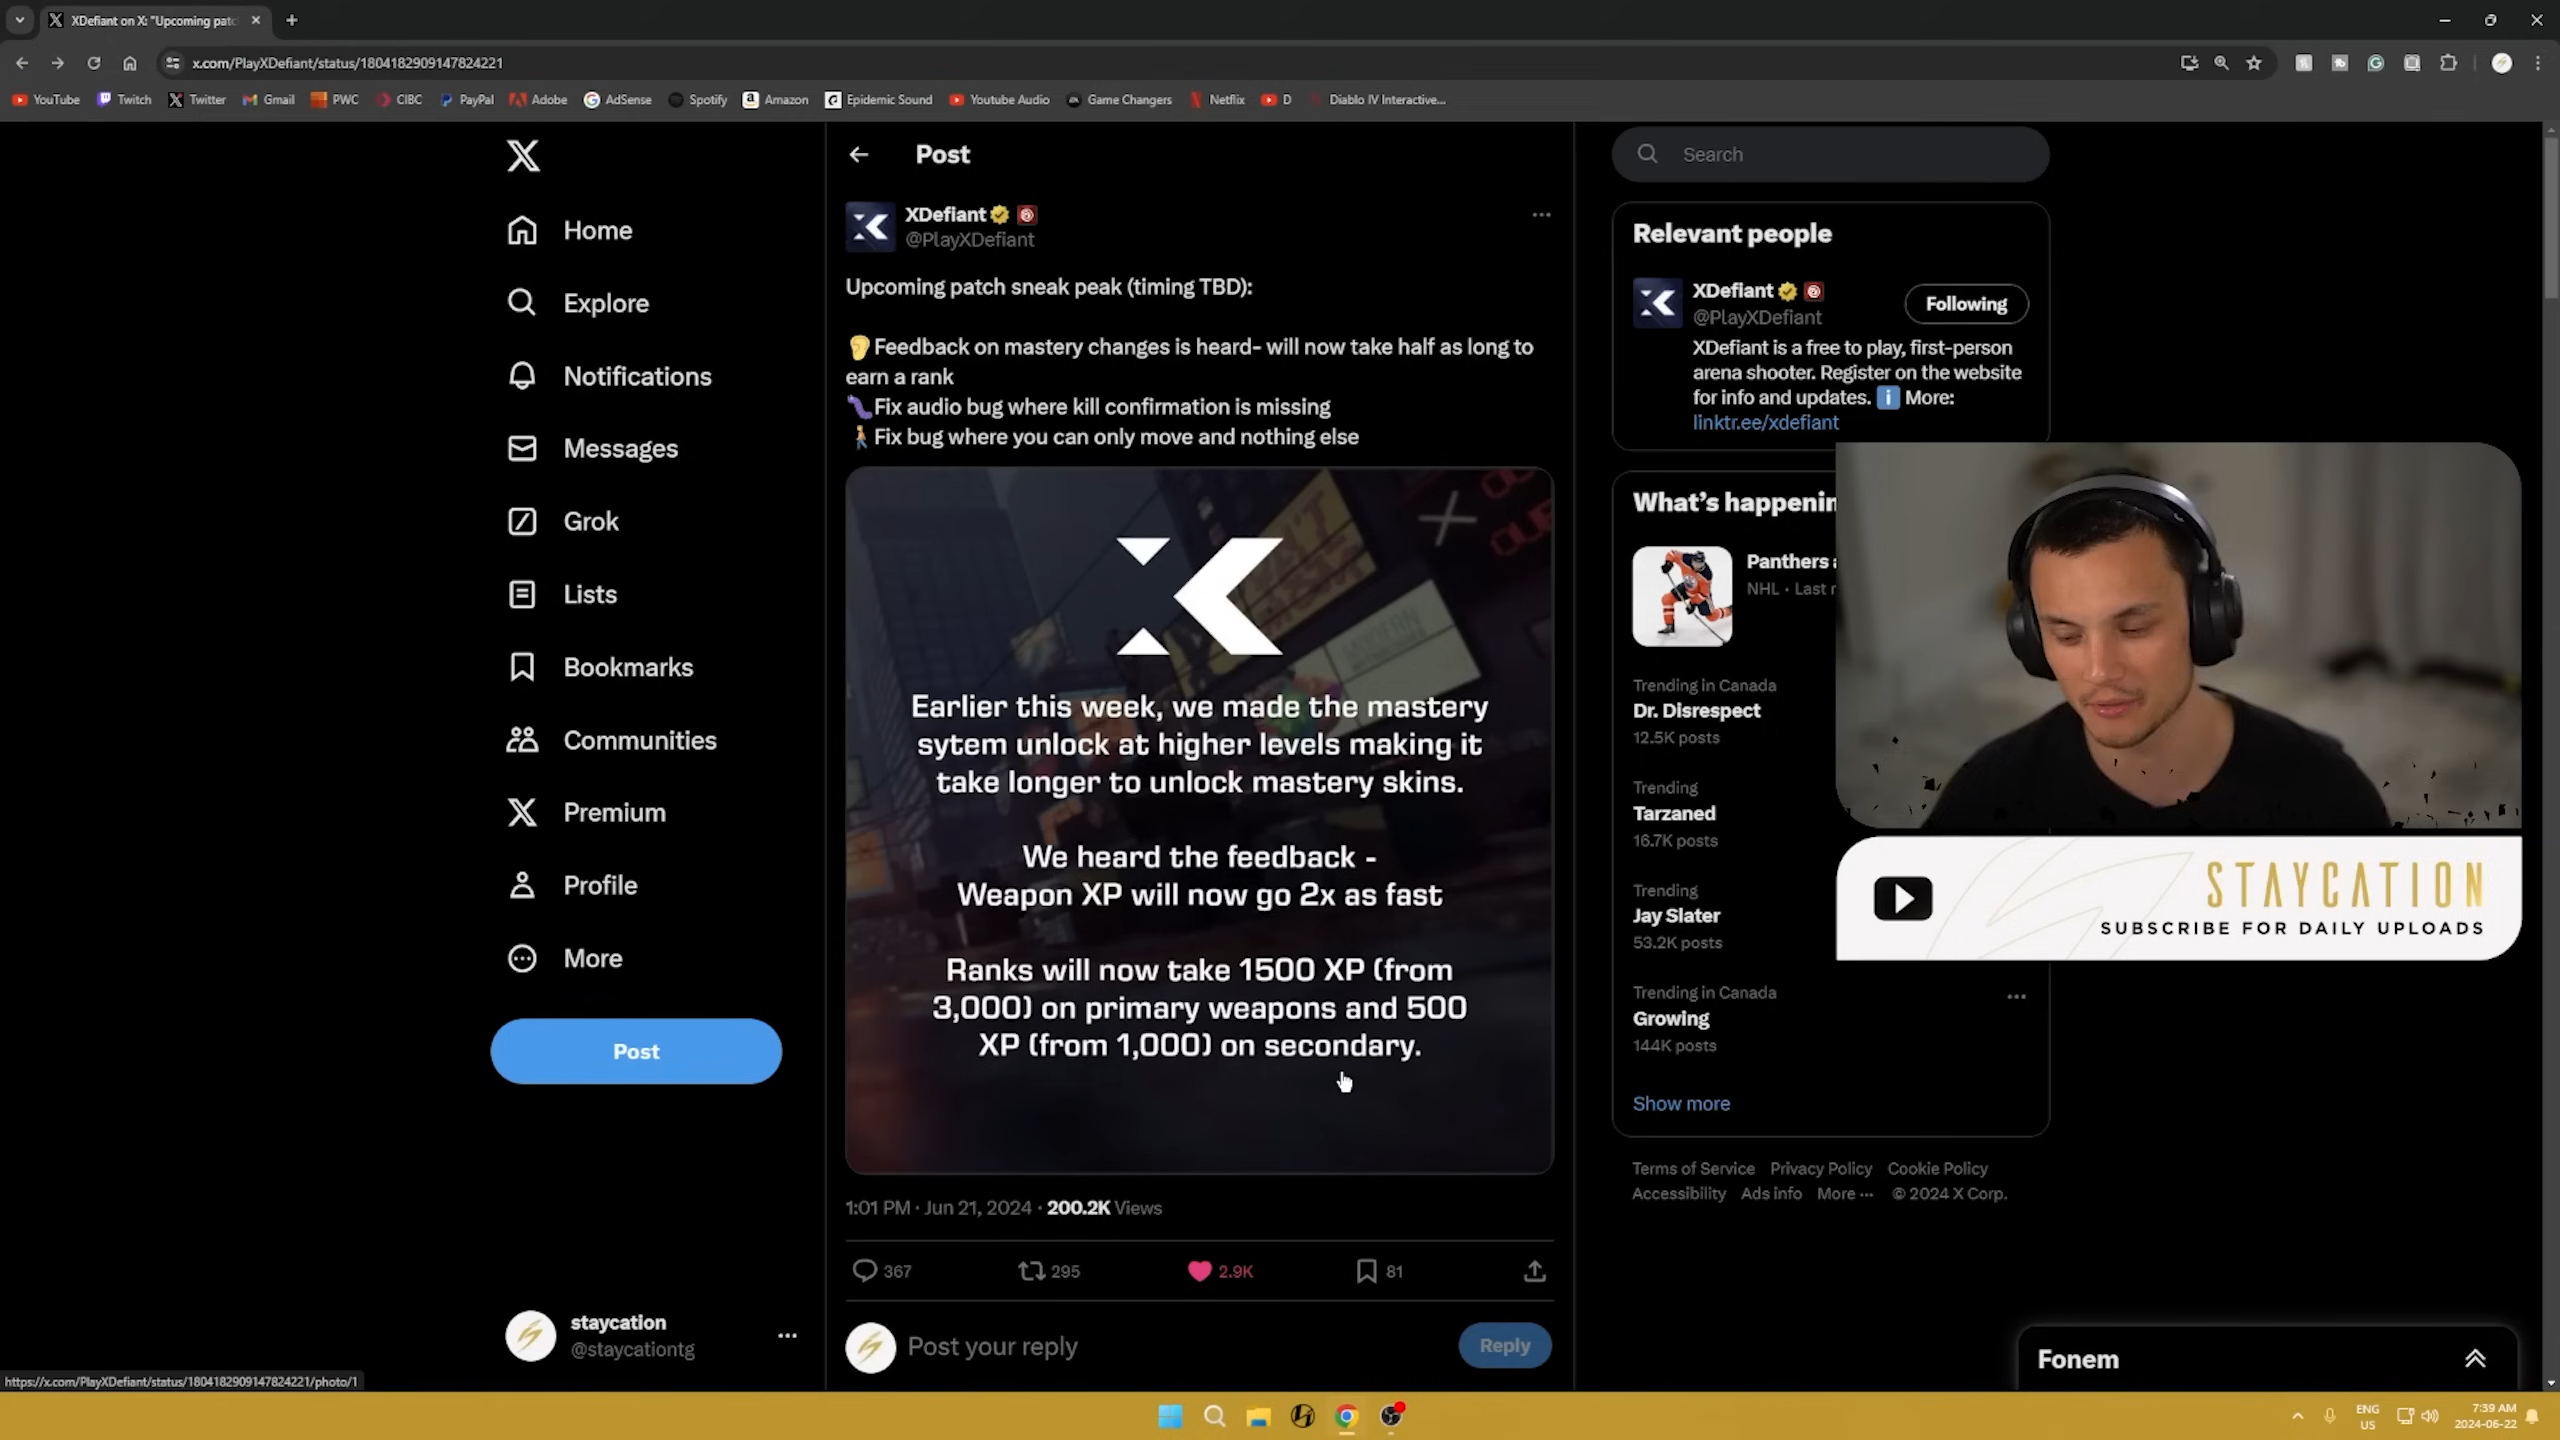 XDefiant on X: "Upcoming patc
x.com/PlayXDefiant/status/1804182909147824221
YouTube Twitch Twitter Gmail PWC CIBC PayPal Adobe AdSense Spotify Amazon Epidemic Sound Youtube Audio Game Changers Netflix D Diablo IV Interactive...
Home
Explore
Notifications
Messages
Grok
Lists
Bookmarks
Communities
Premium
Profile
More
Post
staycation
@staycationtg
https://x.com/PlayXDefiant/status/1804182909147824221/photo/1
Post
XDefiant
@PlayXDefiant
Upcoming patch sneak peak (timing TBD):
Feedback on mastery changes is heard- will now take half as long to
earn a rank
Fix audio bug where kill confirmation is missing
Fix bug where you can only move and nothing else
Earlier this week, we made the mastery
sytem unlock at higher levels making it
take longer to unlock mastery skins.
We heard the feedback -
Weapon XP will now go 2x as fast
Ranks will now take 1500 XP (from
3,000) on primary weapons and 500
XP (from 1,000) on secondary.
1:01 PM · Jun 21, 2024 · 200.2K Views
367 295 2.9K 81
Post your reply
Reply
Search
Relevant people
XDefiant
@PlayXDefiant
Following
XDefiant is a free to play, first-person
arena shooter. Register on the website
for info and updates. More:
linktr.ee/xdefiant
What's happenin
Panthers
NHL · Last
Trending in Canada
Dr. Disrespect
12.5K posts
Trending
Tarzaned
16.7K posts
Trending
Jay Slater
53.2K posts
Trending in Canada
Growing
144K posts
Show more
Terms of Service Privacy Policy Cookie Policy
Accessibility Ads info More ··· © 2024 X Corp.
STAYCATION
SUBSCRIBE FOR DAILY UPLOADS
Fonem
ENG
US
7:39 AM
2024-06-22